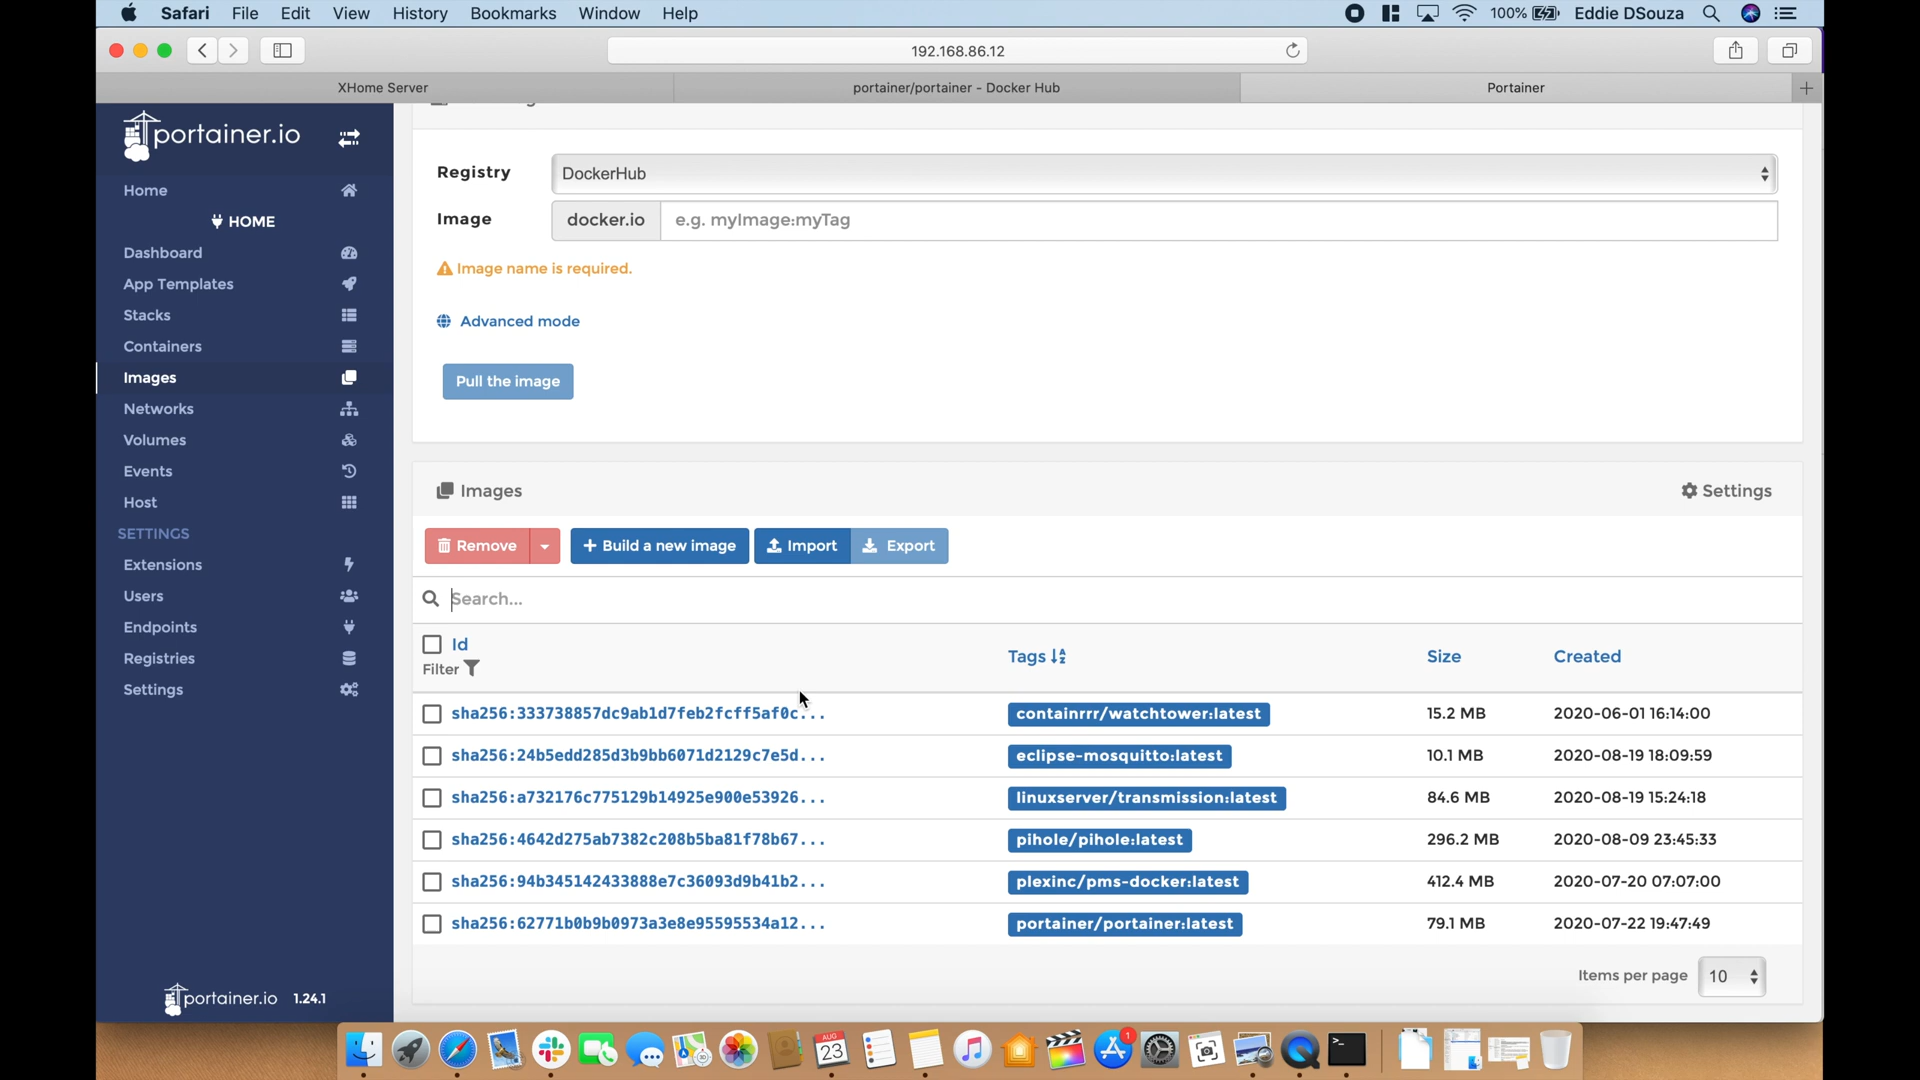 Safari File Edit View History Bookmarks Window Help 100% Eddie DSouza
192.168.86.12
XHome Server portainer/portainer - Docker Hub Portainer
portainer.io
Home
HOME
Dashboard
App Templates
Stacks
Containers
Images
Networks
Volumes
Events
Host
SETTINGS
Extensions
Users
Endpoints
Registries
Settings
portainer.io 1.24.1
Registry DockerHub
Image docker.io e.g. myImage:myTag
Image name is required.
Advanced mode
Pull the image
Images Settings
Remove + Build a new image Import Export
Search...
Id
Filter
Tags Size Created
sha256:333738857dc9ab1d7feb2fcff5af0c... containrrr/watchtower:latest 15.2 MB 2020-06-01 16:14:00
sha256:24b5edd285d3b9bb6071d2129c7e5d... eclipse-mosquitto:latest 10.1 MB 2020-08-19 18:09:59
sha256:a732176c775129b14925e900e53926... linuxserver/transmission:latest 84.6 MB 2020-08-19 15:24:18
sha256:4642d275ab7382c208b5ba81f78b67... pihole/pihole:latest 296.2 MB 2020-08-09 23:45:33
sha256:94b345142433888e7c36093d9b41b2... plexinc/pms-docker:latest 412.4 MB 2020-07-20 07:07:00
sha256:62771b0b9b0973a3e8e95595534a12... portainer/portainer:latest 79.1 MB 2020-07-22 19:47:49
Items per page 10
AUG
23
1